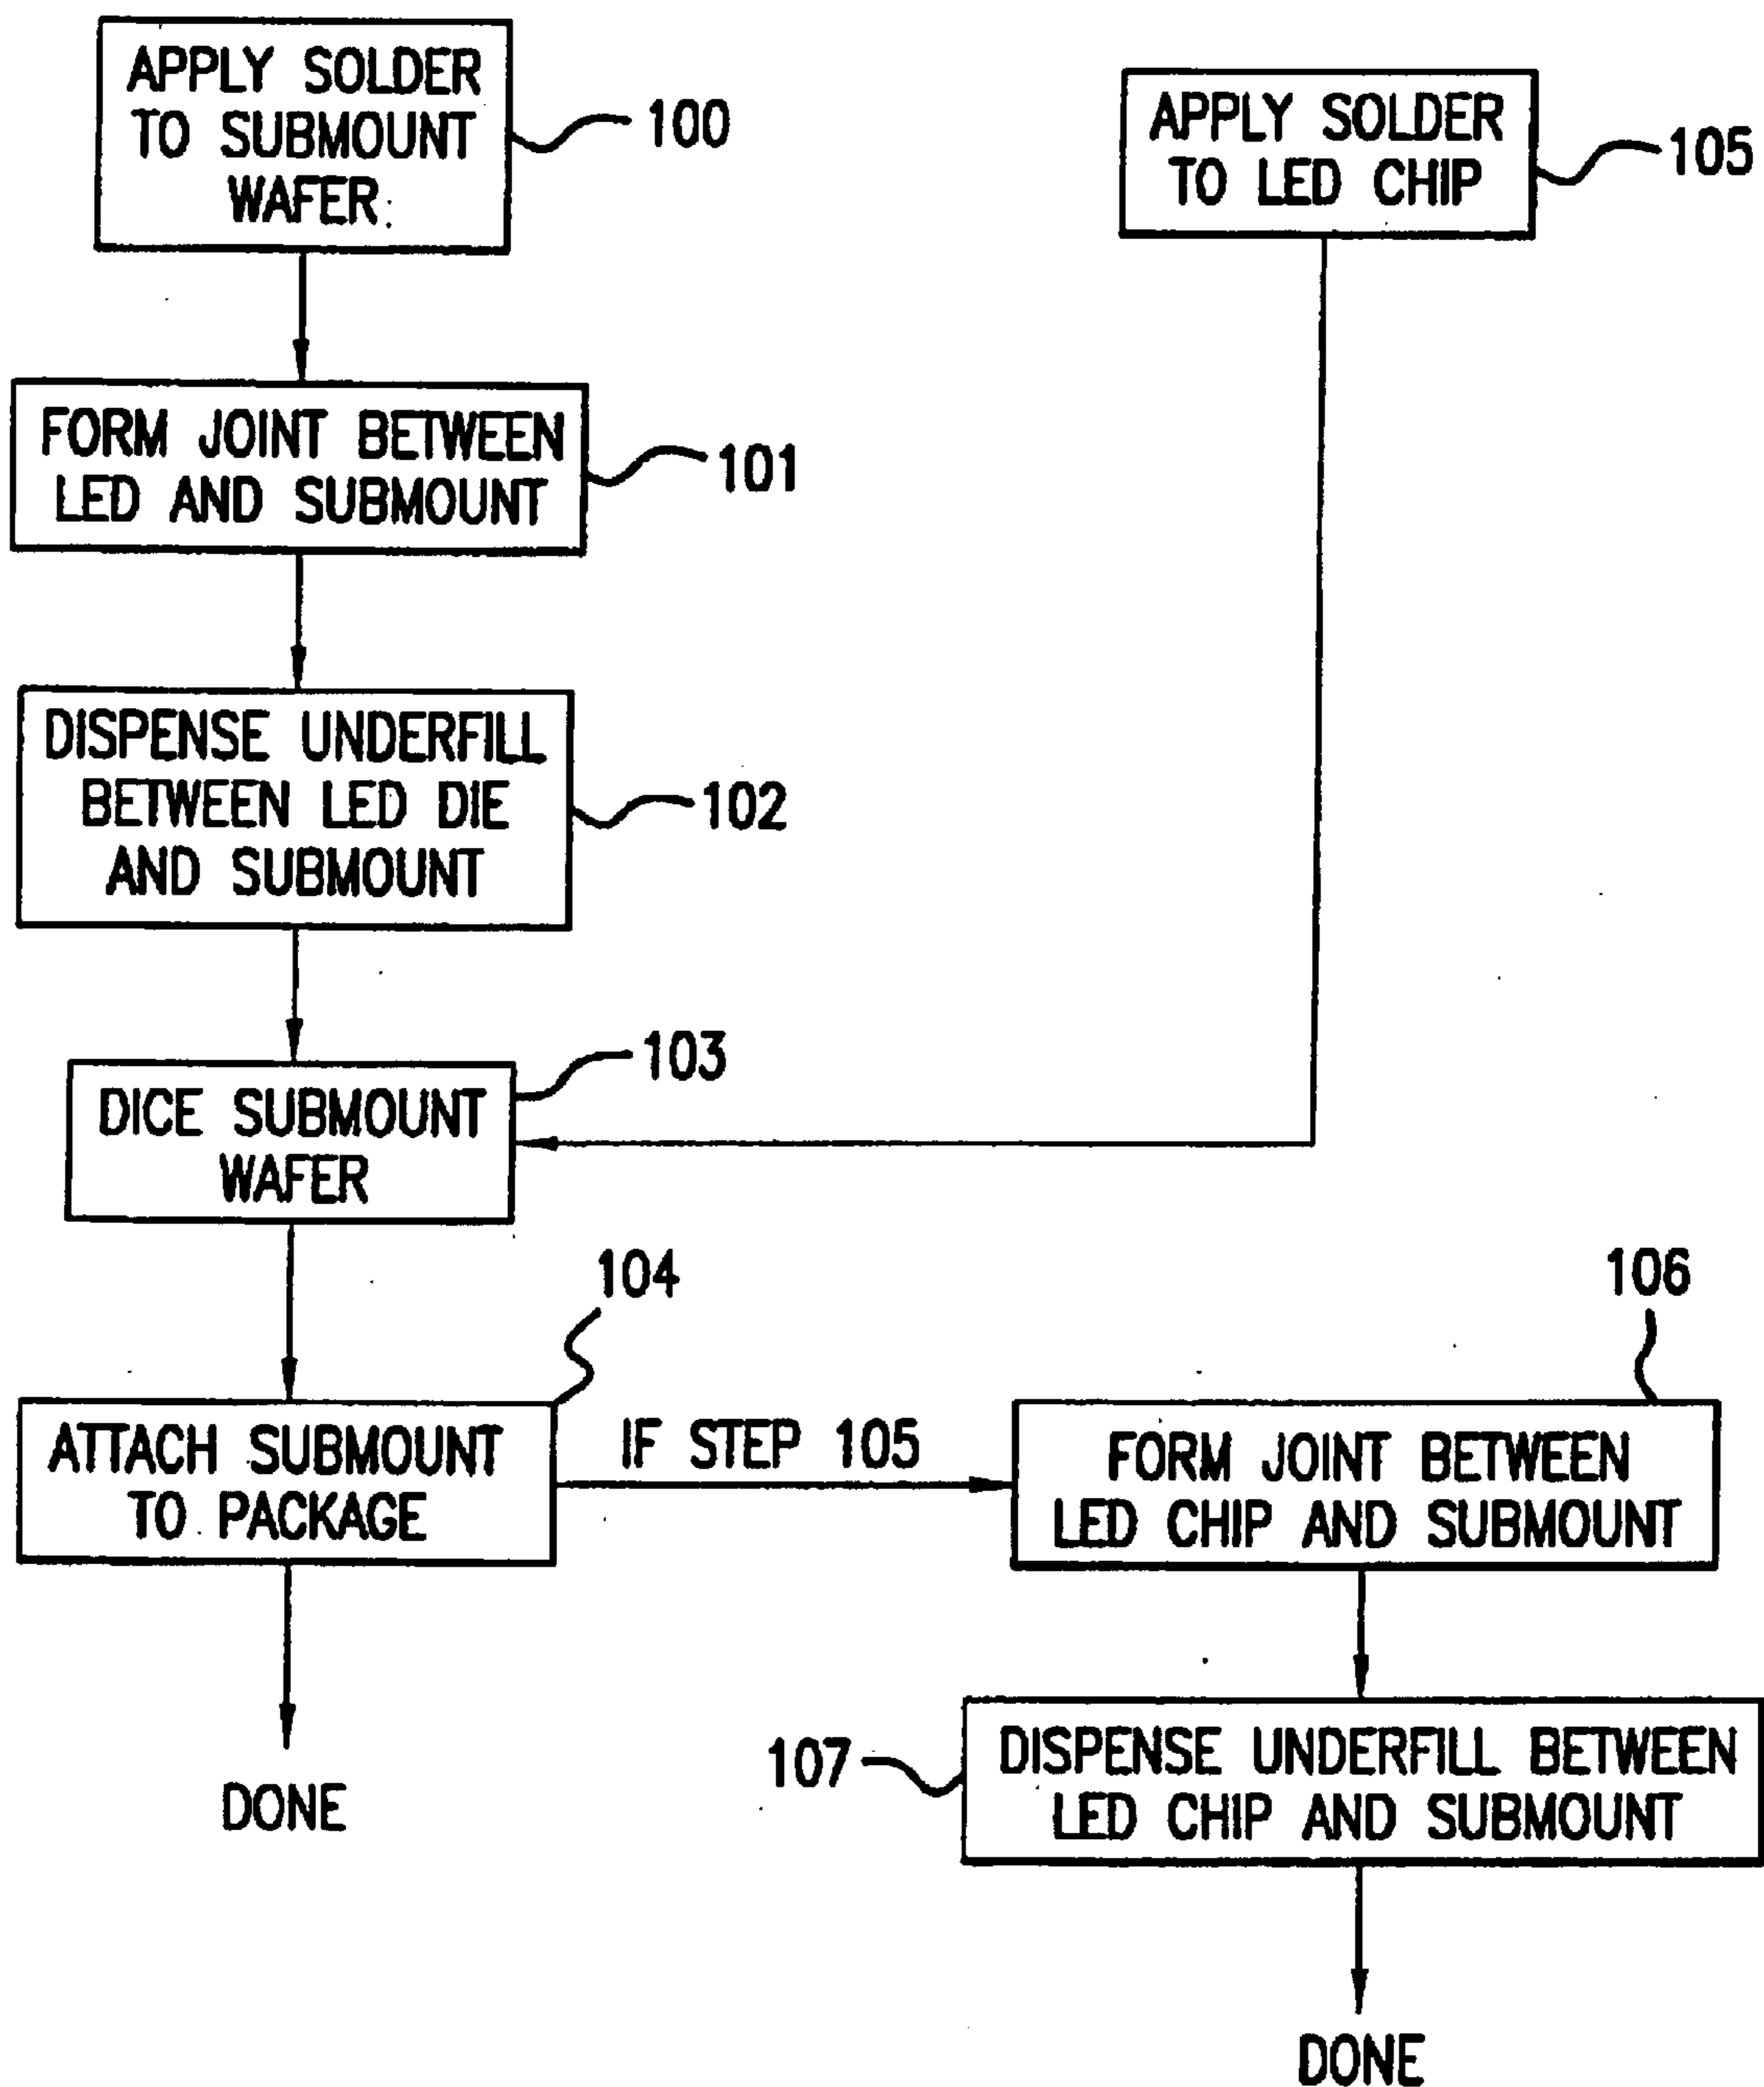 APPLY SOLDER
TO SUBMOUNT
WAFER
100
APPLY SOLDER
TO LED CHIP
105
FORM JOINT BETWEEN
LED AND SUBMOUNT
101
DISPENSE UNDERFILL
BETWEEN LED DIE
AND SUBMOUNT
102
DICE SUBMOUNT
WAFER
103
ATTACH SUBMOUNT
TO PACKAGE
104
IF STEP 105
FORM JOINT BETWEEN
LED CHIP AND SUBMOUNT
106
DISPENSE UNDERFILL BETWEEN
LED CHIP AND SUBMOUNT
107
DONE
DONE